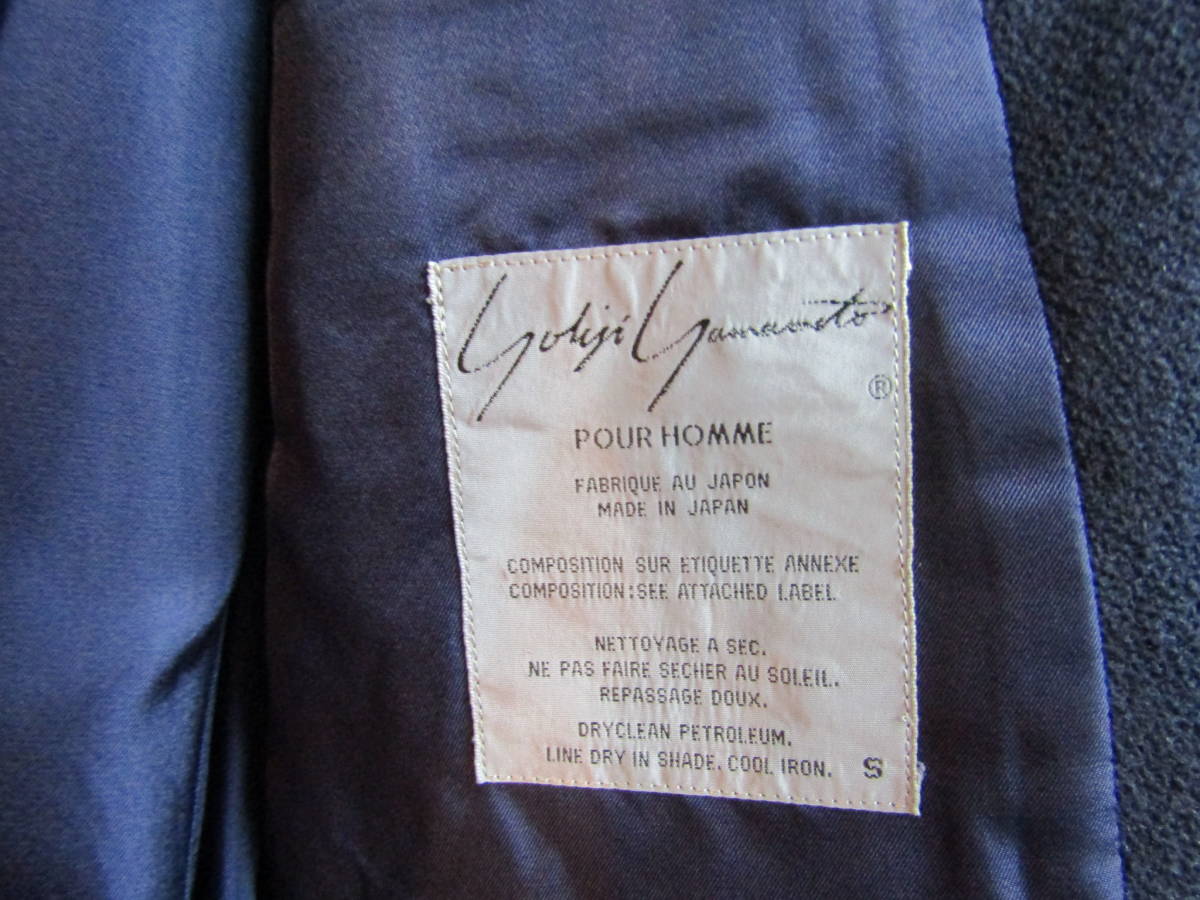 Yohji Yamamoto
®
POUR HOMME
FABRIQUE AU JAPON
MADE IN JAPAN
COMPOSITION SUR ETIQUETTE ANNEXE
COMPOSITION:SEE ATTACHED LABEL
NETTOYAGE A SEC.
NE PAS FAIRE SECHER AU SOLEIL.
REPASSAGE DOUX.
DRYCLEAN PETROLEUM.
LINE DRY IN SHADE. COOL IRON. S